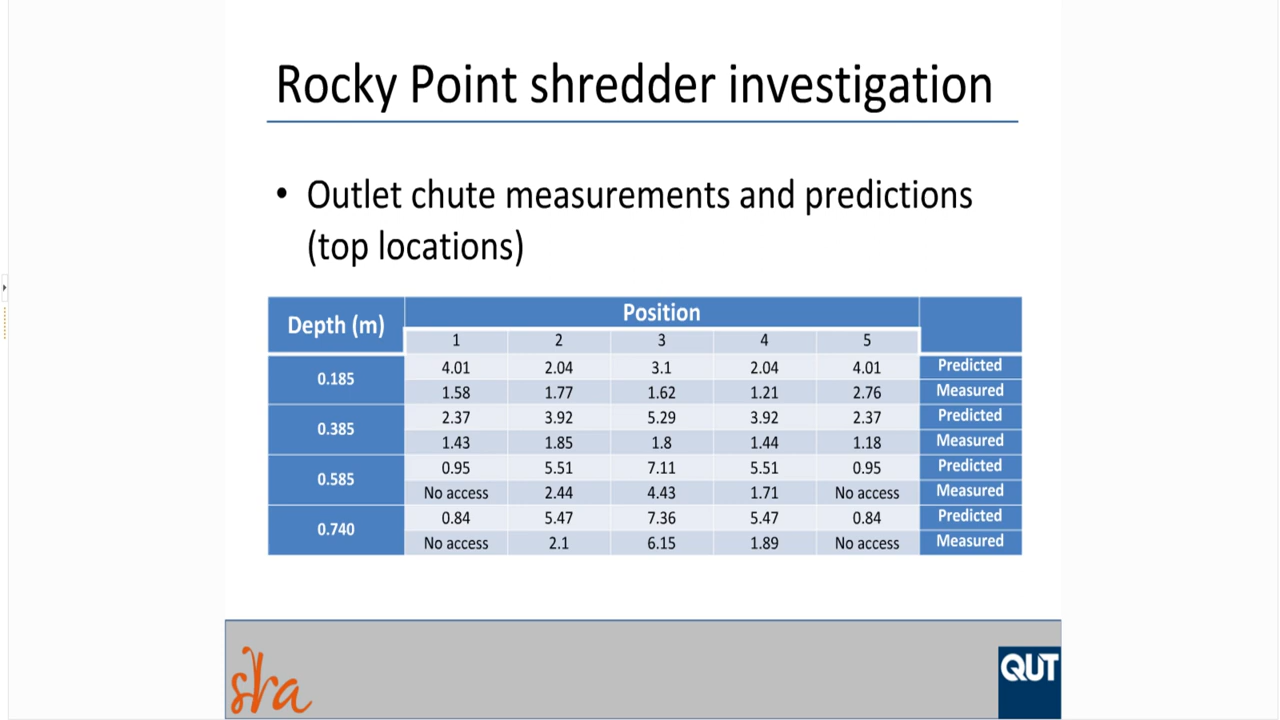 Rocky Point shredder investigation
• Outlet chute measurements and predictions
(top locations)
Depth (m) Position
1 2 3 4 5
0.185 4.01 2.04 3.1 2.04 4.01 Predicted
1.58 1.77 1.62 1.21 2.76 Measured
0.385 2.37 3.92 5.29 3.92 2.37 Predicted
1.43 1.85 1.8 1.44 1.18 Measured
0.585 0.95 5.51 7.11 5.51 0.95 Predicted
No access 2.44 4.43 1.71 No access Measured
0.740 0.84 5.47 7.36 5.47 0.84 Predicted
No access 2.1 6.15 1.89 No access Measured
sra QUT